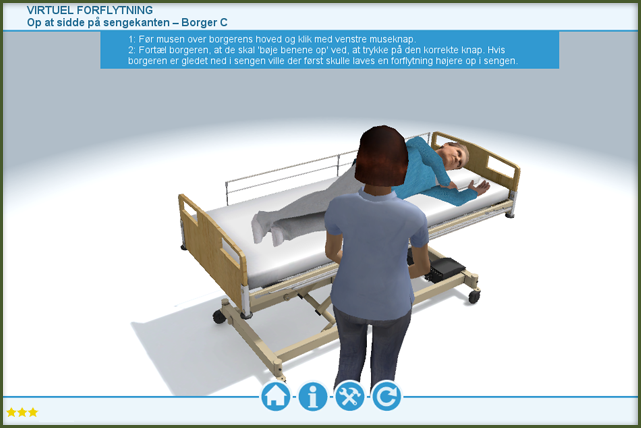 VIRTUEL FORFLYTNING
Op at sidde på sengekanten – Borger C
1: Før musen over borgerens hoved og klik med venstre museknap.
2: Fortæl borgeren, at de skal 'bøje benene op' ved, at trykke på den korrekte knap. Hvis
borgeren er gledet ned i sengen ville der først skulle laves en forflytning højere op i sengen.